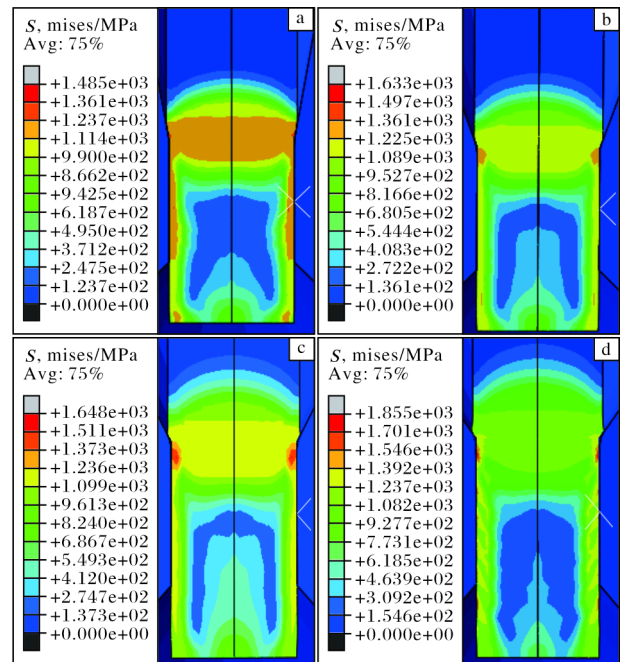 a
S, mises/MPa
Avg: 75%
+1.485e+03
+1.361e+03
+1.237e+03
+1.114e+03
+9.900e+02
+8.662e+02
+9.425e+02
+6.187e+02
+4.950e+02
+3.712e+02
+2.475e+02
+1.237e+02
+0.000e+00
b
S, mises/MPa
Avg: 75%
+1.633e+03
+1.497e+03
+1.361e+03
+1.225e+03
+1.089e+03
+9.527e+02
+8.166e+02
+6.805e+02
+5.444e+02
+4.083e+02
+2.722e+02
+1.361e+02
+0.000e+00
c
S, mises/MPa
Avg: 75%
+1.648e+03
+1.511e+03
+1.373e+03
+1.236e+03
+1.099e+03
+9.613e+02
+8.240e+02
+6.867e+02
+5.493e+02
+4.120e+02
+2.747e+02
+1.373e+02
+0.000e+00
d
S, mises/MPa
Avg: 75%
+1.855e+03
+1.701e+03
+1.546e+03
+1.392e+03
+1.237e+03
+1.082e+03
+9.277e+02
+7.731e+02
+6.185e+02
+4.639e+02
+3.092e+02
+1.546e+02
+0.000e+00